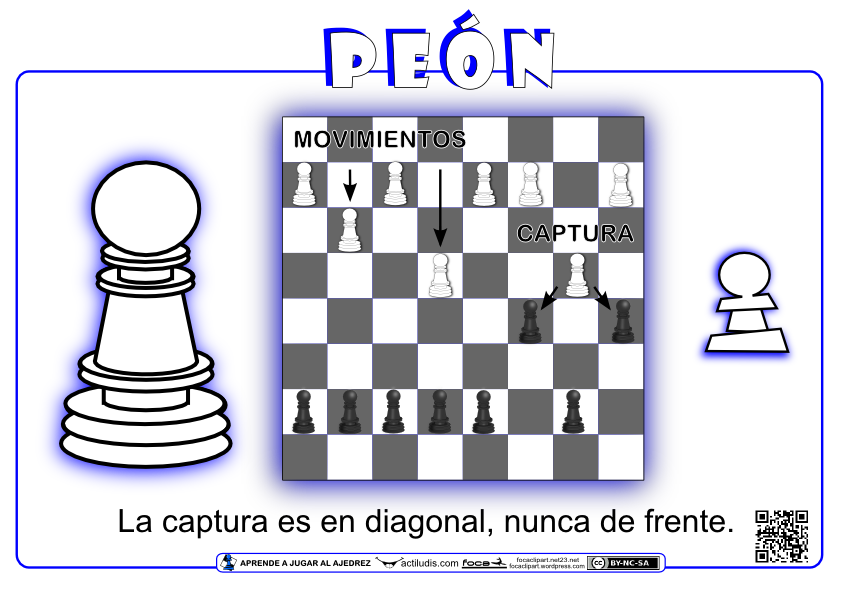 PEÓN
MOVIMIENTOS
CAPTURA
La captura es en diagonal, nunca de frente.
APRENDE A JUGAR AL AJEDREZ actiludis.com foca focaclipart.net23.net
focaclipart.wordpress.com
cc BY-NC-SA